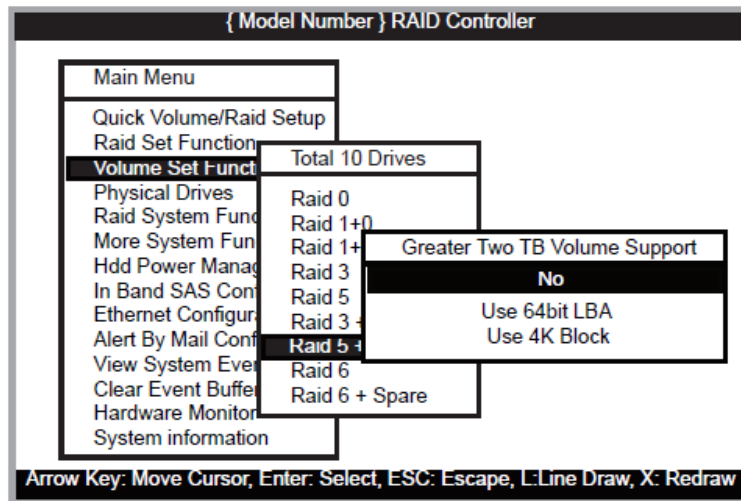 { Model Number } RAID Controller
Main Menu
Quick Volume/Raid Setup
Raid Set Function
Volume Set Funct
Physical Drives
Raid System Func
More System Fun
Hdd Power Manag
In Band SAS Con
Ethernet Configur
Alert By Mail Conf
View System Eve
Clear Event Buffe
Hardware Monitor
System information
Total 10 Drives
Raid 0
Raid 1+0
Raid 1+
Raid 3
Raid 5
Raid 3 +
Raid 5 +
Raid 6
Raid 6 + Spare
Greater Two TB Volume Support
No
Use 64bit LBA
Use 4K Block
Arrow Key: Move Cursor, Enter: Select, ESC: Escape, L:Line Draw, X: Redraw